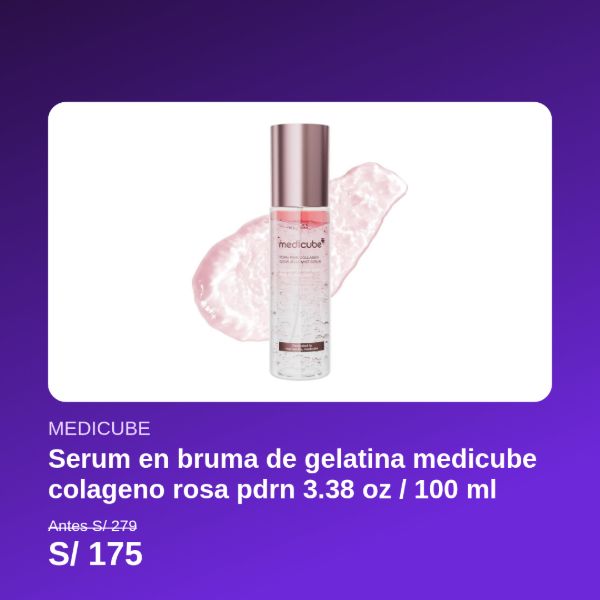 medicube
MEDICUBE
Serum en bruma de gelatina medicube
colageno rosa pdrn 3.38 oz / 100 ml
Antes S/ 279
S/ 175